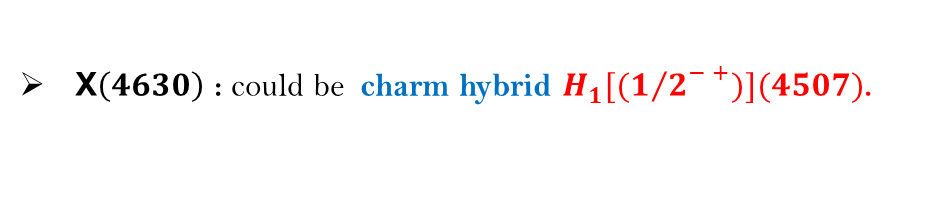 ➢ X(4630) : could be charm hybrid H₁[(1/2⁻ ⁺)](4507).